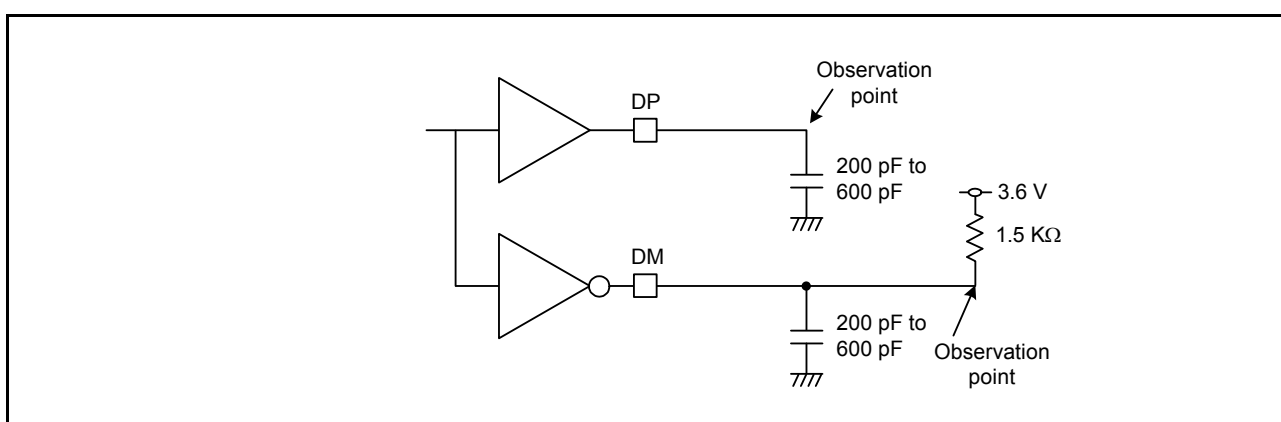 Observation
point
DP
200 pF to
600 pF
3.6 V
1.5 KΩ
DM
200 pF to
600 pF
Observation
point